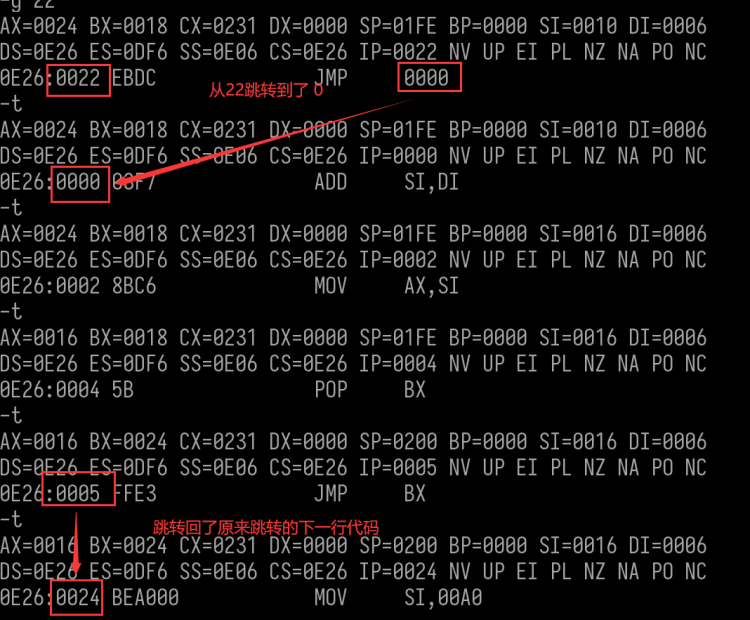 -g 22
AX=0024 BX=0018 CX=0231 DX=0000 SP=01FE BP=0000 SI=0010 DI=0006
DS=0E26 ES=0DF6 SS=0E06 CS=0E26 IP=0022 NV UP EI PL NZ NA PO NC
0E26:0022 EBDC JMP 0000
从22跳转到了 0
-t
AX=0024 BX=0018 CX=0231 DX=0000 SP=01FE BP=0000 SI=0010 DI=0006
DS=0E26 ES=0DF6 SS=0E06 CS=0E26 IP=0000 NV UP EI PL NZ NA PO NC
0E26:0000 03F7 ADD SI,DI
-t
AX=0024 BX=0018 CX=0231 DX=0000 SP=01FE BP=0000 SI=0016 DI=0006
DS=0E26 ES=0DF6 SS=0E06 CS=0E26 IP=0002 NV UP EI PL NZ NA PO NC
0E26:0002 8BC6 MOV AX,SI
-t
AX=0016 BX=0018 CX=0231 DX=0000 SP=01FE BP=0000 SI=0016 DI=0006
DS=0E26 ES=0DF6 SS=0E06 CS=0E26 IP=0004 NV UP EI PL NZ NA PO NC
0E26:0004 5B POP BX
-t
AX=0016 BX=0024 CX=0231 DX=0000 SP=0200 BP=0000 SI=0016 DI=0006
DS=0E26 ES=0DF6 SS=0E06 CS=0E26 IP=0005 NV UP EI PL NZ NA PO NC
0E26:0005 FFE3 JMP BX
-t
跳转回了原来跳转的下一行代码
AX=0016 BX=0024 CX=0231 DX=0000 SP=0200 BP=0000 SI=0016 DI=0006
DS=0E26 ES=0DF6 SS=0E06 CS=0E26 IP=0024 NV UP EI PL NZ NA PO NC
0E26:0024 BEA000 MOV SI,00A0